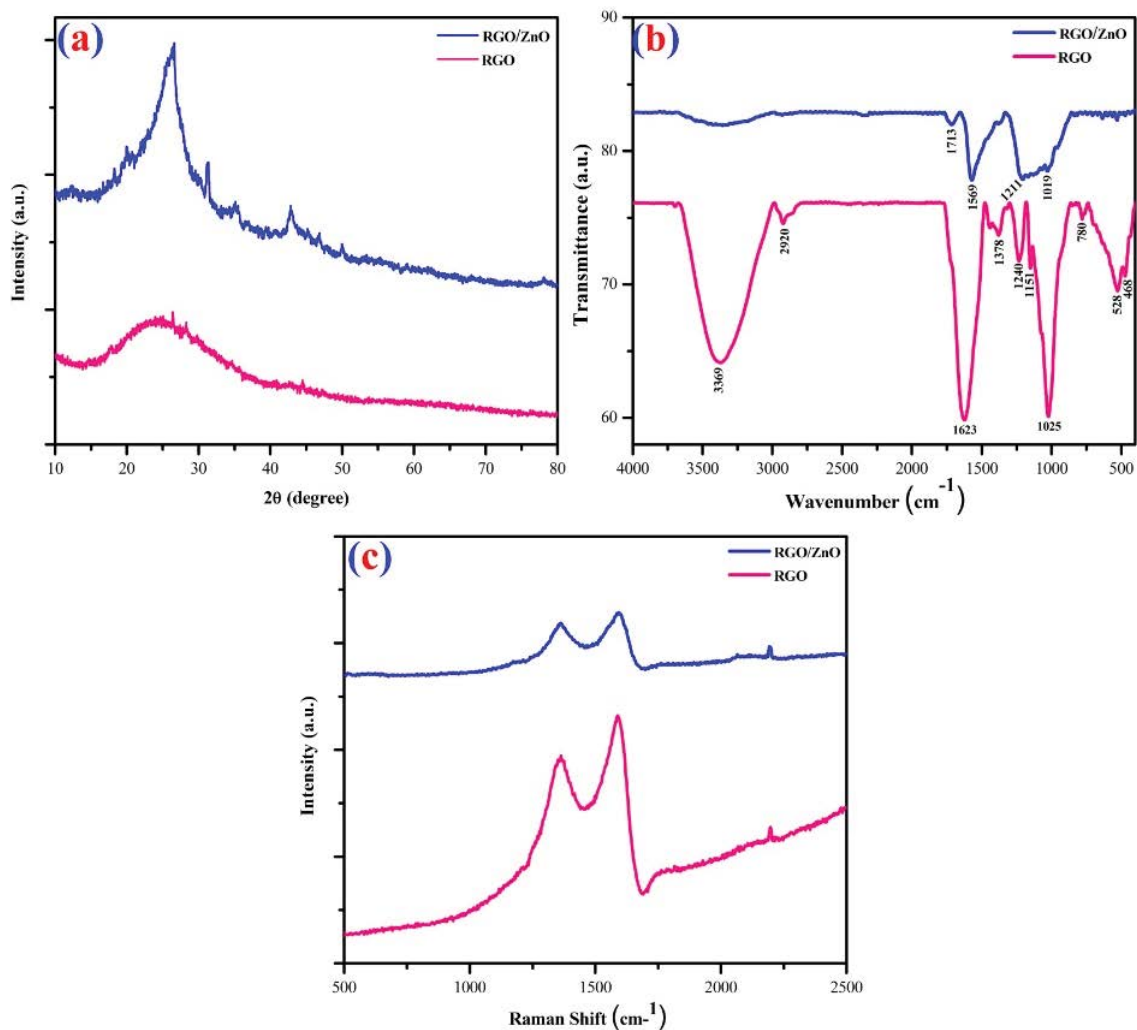 (a)
RGO/ZnO
RGO
Intensity (a.u.)
10 20 30 40 50 60 70 80
2θ (degree)
(b)
RGO/ZnO
RGO
90
80
70
60
Transmittance (a.u.)
1713
1569
1211
1019
2920
1378
1240
1151
780
528
468
3369
1623
1025
4000 3500 3000 2500 2000 1500 1000 500
Wavenumber (cm-1)
(c)
RGO/ZnO
RGO
Intensity (a.u.)
500 1000 1500 2000 2500
Raman Shift (cm-1)